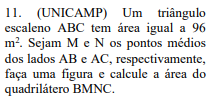 11. (UNICAMP) Um triângulo
escaleno ABC tem área igual a 96
m². Sejam M e N os pontos médios
dos lados AB e AC, respectivamente,
faça uma figura e calcule a área do
quadrilátero BMNC.